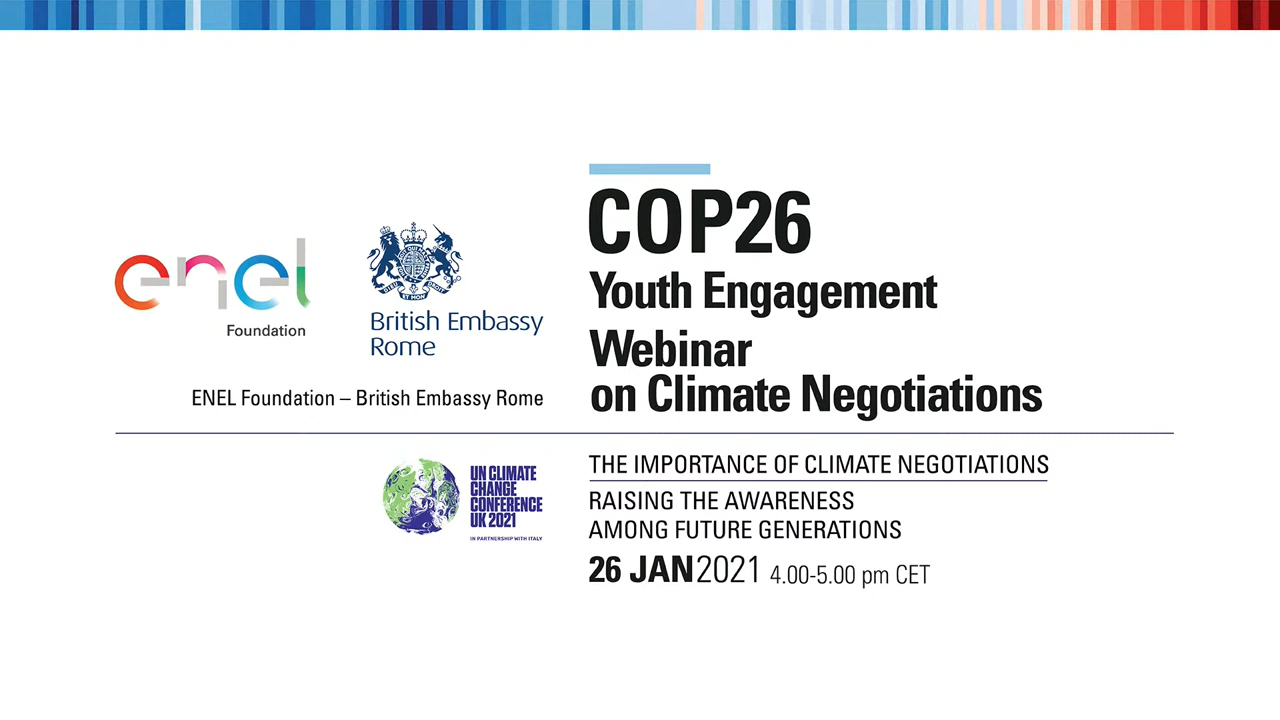 enel
Foundation
British Embassy
Rome
ENEL Foundation – British Embassy Rome
COP26
Youth Engagement
Webinar
on Climate Negotiations
UN CLIMATE
CHANGE
CONFERENCE
UK 2021
IN PARTNERSHIP WITH ITALY
THE IMPORTANCE OF CLIMATE NEGOTIATIONS
RAISING THE AWARENESS
AMONG FUTURE GENERATIONS
26 JAN2021 4.00-5.00 pm CET